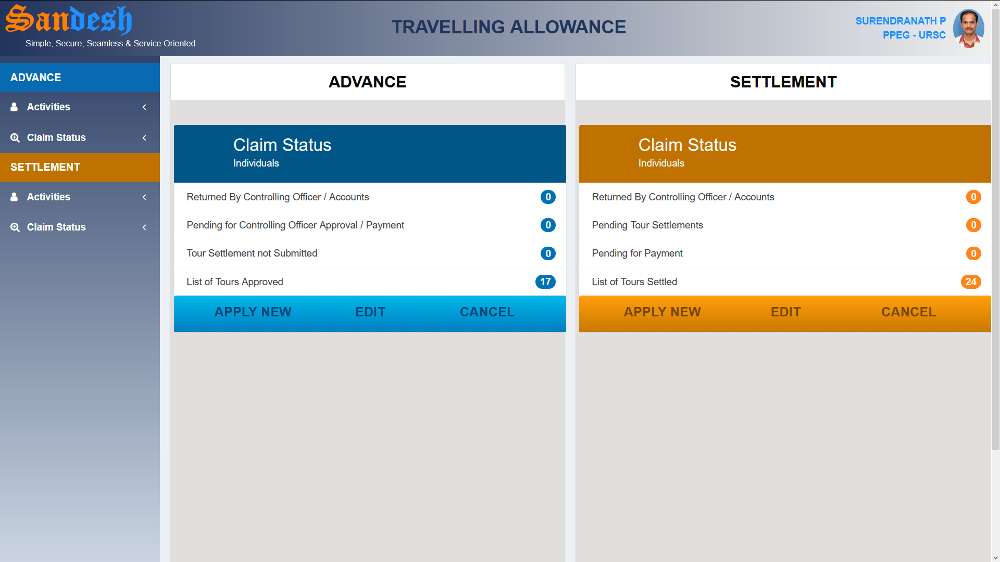 Sandesh
Simple, Secure, Seamless & Service Oriented
TRAVELLING ALLOWANCE
SURENDRANATH P
PPEG - URSC
ADVANCE
Activities
Claim Status
SETTLEMENT
Activities
Claim Status
ADVANCE
Claim Status
Individuals
Returned By Controlling Officer / Accounts 0
Pending for Controlling Officer Approval / Payment 0
Tour Settlement not Submitted 0
List of Tours Approved 17
APPLY NEW EDIT CANCEL
SETTLEMENT
Claim Status
Individuals
Returned By Controlling Officer / Accounts 0
Pending Tour Settlements 0
Pending for Payment 0
List of Tours Settled 24
APPLY NEW EDIT CANCEL